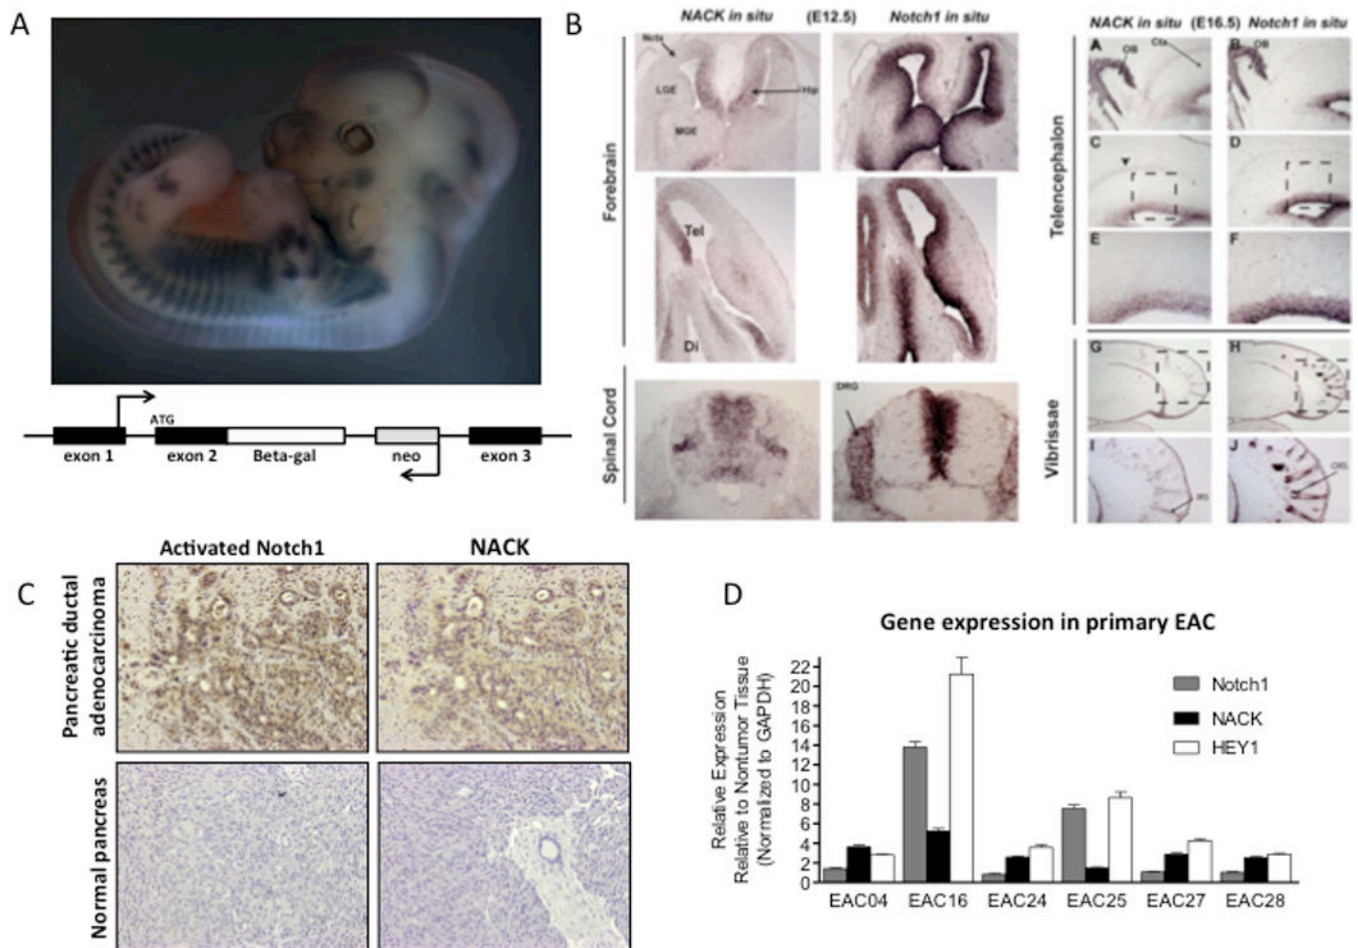 A
ATG
exon 1
exon 2
Beta-gal
neo
exon 3
B
NACK in situ (E12.5) Notch1 in situ
Forebrain
Nctx
LGE
MGE
Hip
*
Tel
Di
Spinal Cord
DRG
NACK in situ (E16.5) Notch1 in situ
Telencephalon
A
OB
Ctx
B
OB
C
D
E
F
Vibrissae
G
H
I
IRS
J
ORS
C
Activated Notch1
NACK
Pancreatic ductal
adenocarcinoma
Normal pancreas
D
Gene expression in primary EAC
Relative Expression
Relative to Nontumor Tissue
(Normalized to GAPDH)
22
20
18
16
14
12
10
8
6
4
2
0
Notch1
NACK
HEY1
EAC04 EAC16 EAC24 EAC25 EAC27 EAC28